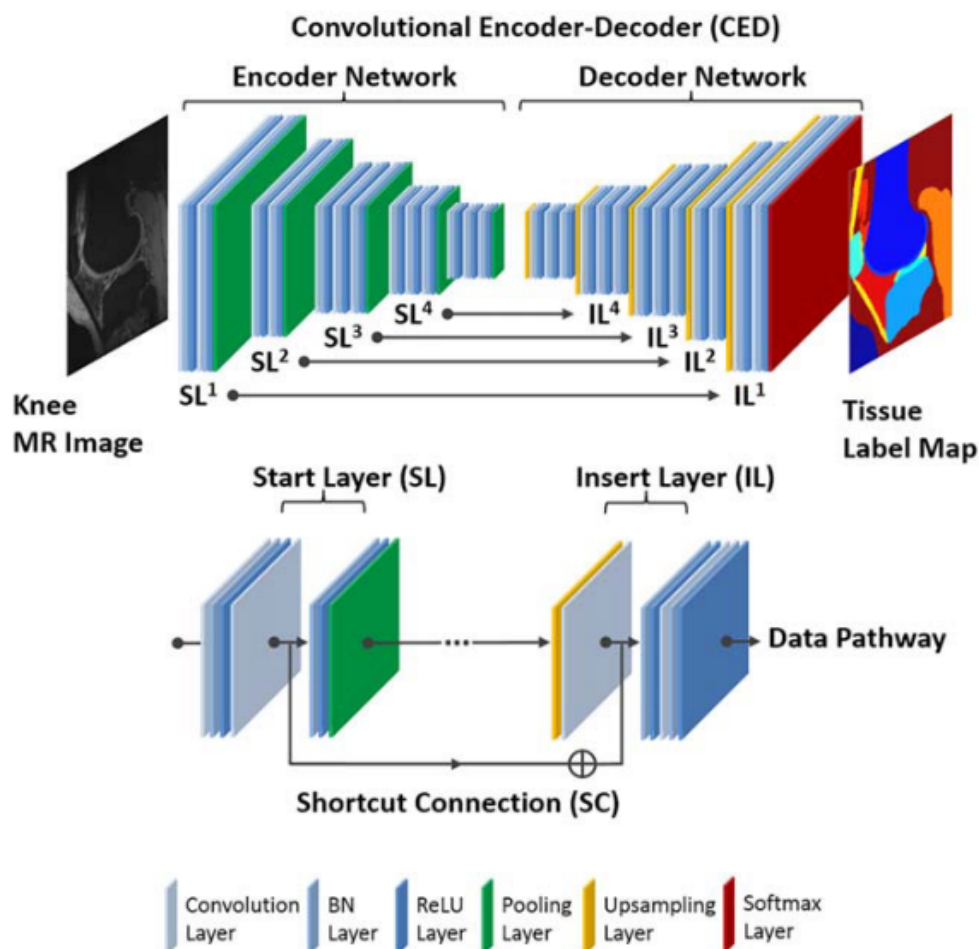 Convolutional Encoder-Decoder (CED)
Encoder Network
Decoder Network
SL4
IL4
SL3
IL3
SL2
IL2
SL1
IL1
Knee
MR Image
Tissue
Label Map
Start Layer (SL)
Insert Layer (IL)
...
Data Pathway
Shortcut Connection (SC)
Convolution
Layer
BN
Layer
ReLU
Layer
Pooling
Layer
Upsampling
Layer
Softmax
Layer